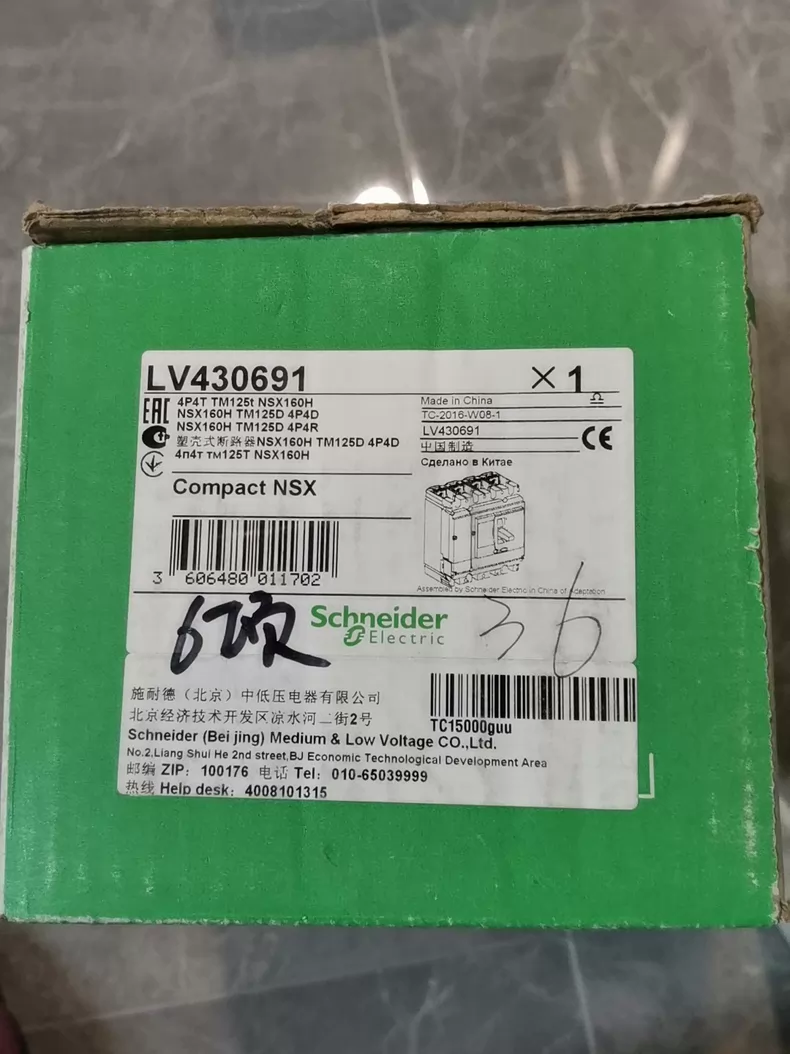 LV430691
×1
4P4T TM125t NSX160H
NSX160H TM125D 4P4D
NSX160H TM125D 4P4R
塑壳式断路器NSX160H TM125D 4P4D
4п4т тм125T NSX160H
EAC
Made in China
TC-2016-W08-1
LV430691
中国制造
Сделано в Китае
CE
Compact NSX
3 606480 011702
Assembled by Schneider Electric in China of Adaptation
Schneider
Electric
36
施耐德（北京）中低压电器有限公司
北京经济技术开发区凉水河二街2号
TC15000guu
Schneider (Bei jing) Medium & Low Voltage CO.,Ltd.
No.2,Liang Shui He 2nd street,BJ Economic Technological Development Area
邮编 ZIP: 100176 电话 Tel: 010-65039999
热线 Help desk: 4008101315